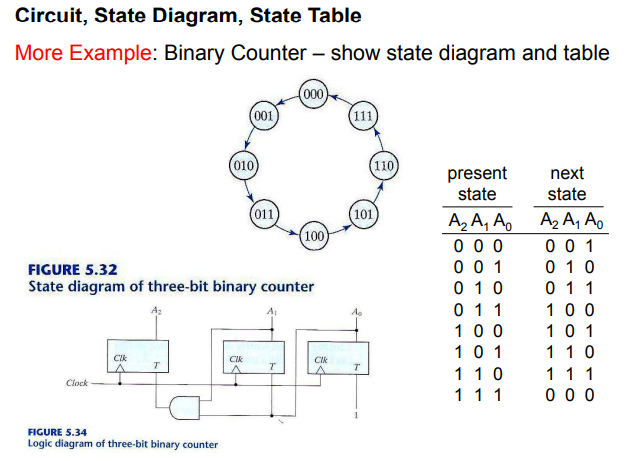 Circuit, State Diagram, State Table
More Example: Binary Counter – show state diagram and table
000
001
111
010
110
011
101
100
FIGURE 5.32
State diagram of three-bit binary counter
present next
state state
A₂ A₁ A₀ A₂ A₁ A₀
0 0 0 0 0 1
0 0 1 0 1 0
0 1 0 0 1 1
0 1 1 1 0 0
1 0 0 1 0 1
1 0 1 1 1 0
1 1 0 1 1 1
1 1 1 0 0 0
A₂ A₁ A₀
Clk T Clk T Clk T
Clock
1
FIGURE 5.34
Logic diagram of three-bit binary counter